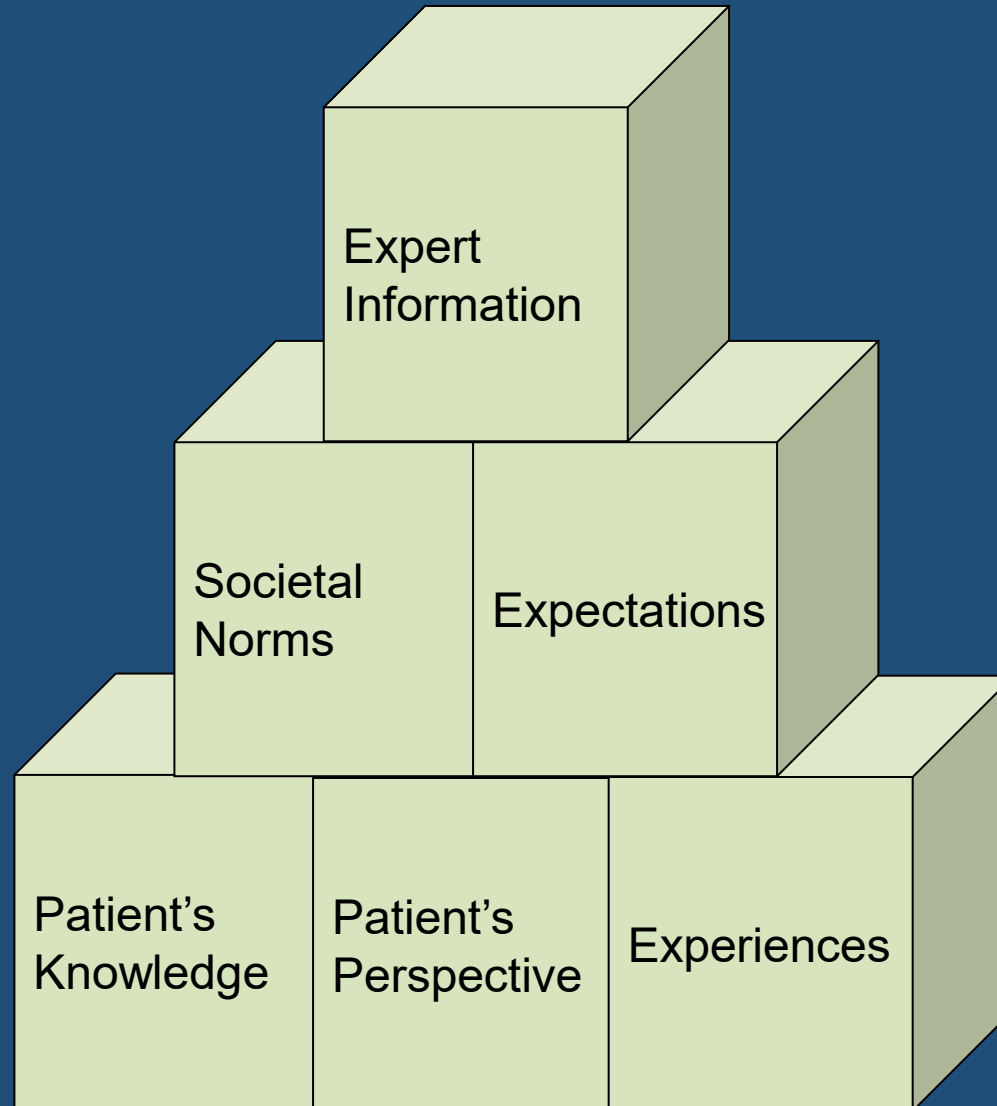 Expert
Information
Societal
Norms
Expectations
Patient’s
Knowledge
Patient’s
Perspective
Experiences